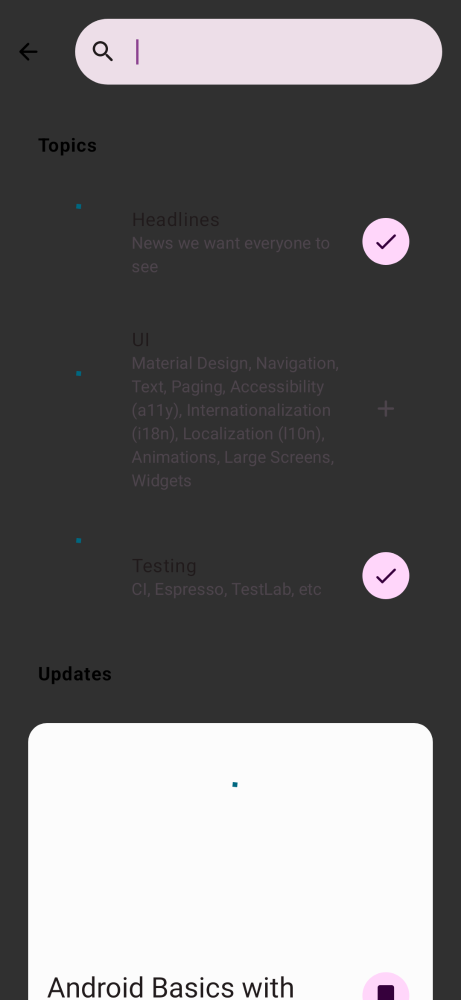 Topics
Headlines
News we want everyone to
see
UI
Material Design, Navigation,
Text, Paging, Accessibility
(a11y), Internationalization
(i18n), Localization (l10n),
Animations, Large Screens,
Widgets
Testing
CI, Espresso, TestLab, etc
Updates
Android Basics with